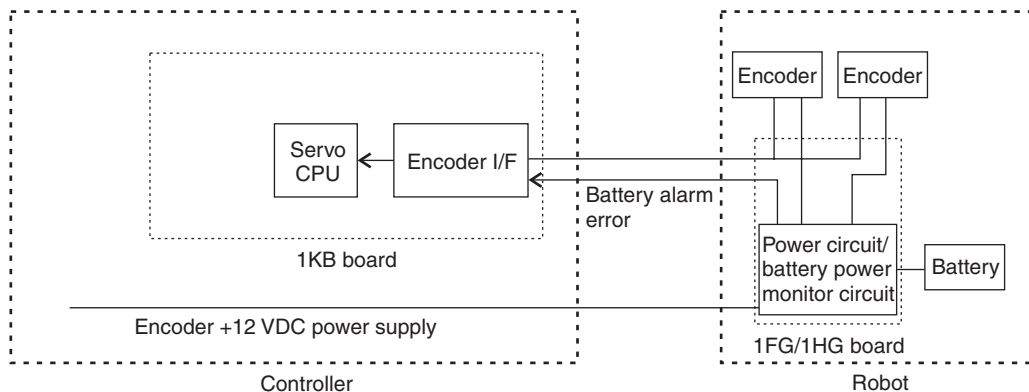 Encoder
Encoder
Servo
CPU
Encoder I/F
Battery alarm
error
Power circuit/
battery power
monitor circuit
Battery
1KB board
Encoder +12 VDC power supply
1FG/1HG board
Controller
Robot